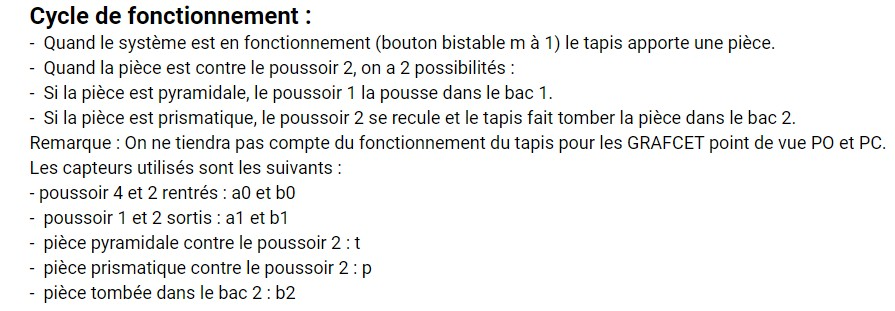 Cycle de fonctionnement :
- Quand le système est en fonctionnement (bouton bistable m à 1) le tapis apporte une pièce.
- Quand la pièce est contre le poussoir 2, on a 2 possibilités :
- Si la pièce est pyramidale, le poussoir 1 la pousse dans le bac 1.
- Si la pièce est prismatique, le poussoir 2 se recule et le tapis fait tomber la pièce dans le bac 2.
Remarque : On ne tiendra pas compte du fonctionnement du tapis pour les GRAFCET point de vue PO et PC.
Les capteurs utilisés sont les suivants :
- poussoir 4 et 2 rentrés : a0 et b0
- poussoir 1 et 2 sortis : a1 et b1
- pièce pyramidale contre le poussoir 2 : t
- pièce prismatique contre le poussoir 2 : p
- pièce tombée dans le bac 2 : b2